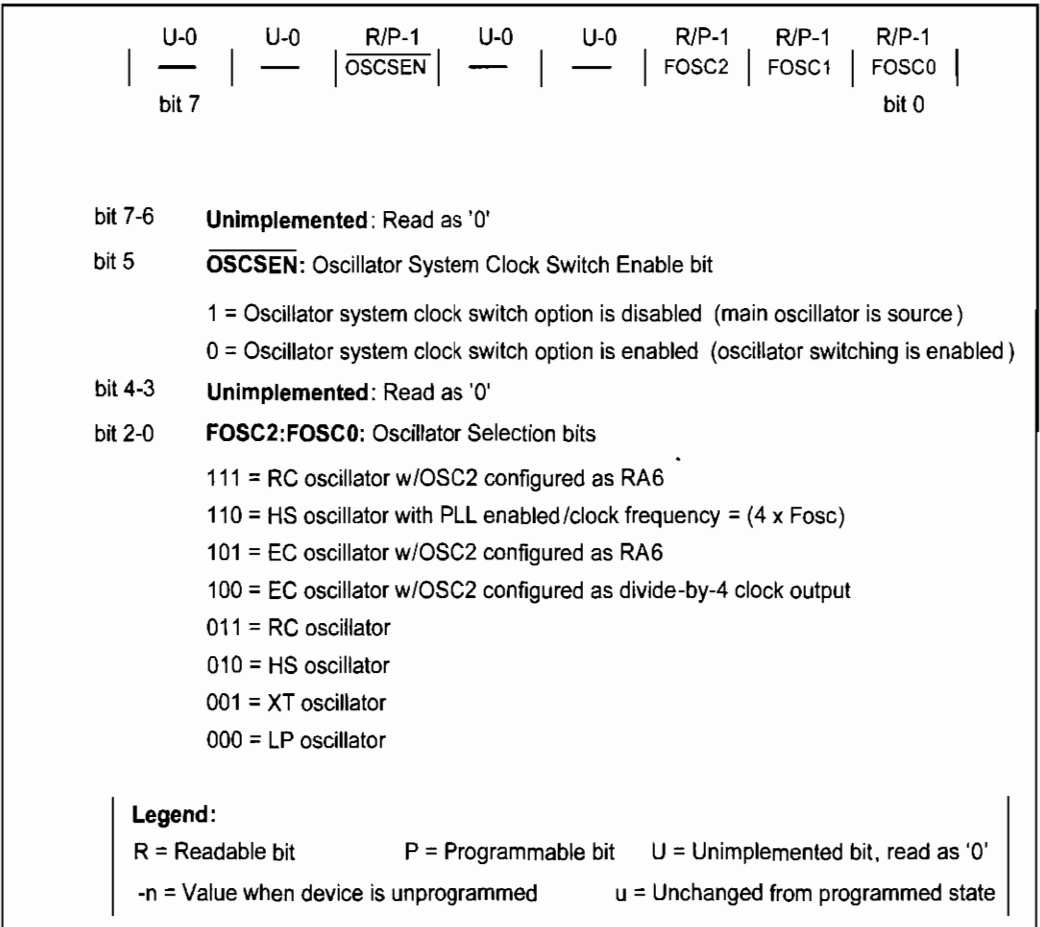 U-0 U-0 R/P-1 U-0 U-0 R/P-1 R/P-1 R/P-1
— — OSCSEN — — FOSC2 FOSC1 FOSC0
bit 7 bit 0
bit 7-6 Unimplemented: Read as '0'
bit 5 OSCSEN: Oscillator System Clock Switch Enable bit
1 = Oscillator system clock switch option is disabled (main oscillator is source)
0 = Oscillator system clock switch option is enabled (oscillator switching is enabled)
bit 4-3 Unimplemented: Read as '0'
bit 2-0 FOSC2:FOSC0: Oscillator Selection bits
111 = RC oscillator w/OSC2 configured as RA6
110 = HS oscillator with PLL enabled/clock frequency = (4 x Fosc)
101 = EC oscillator w/OSC2 configured as RA6
100 = EC oscillator w/OSC2 configured as divide-by-4 clock output
011 = RC oscillator
010 = HS oscillator
001 = XT oscillator
000 = LP oscillator
Legend:
R = Readable bit P = Programmable bit U = Unimplemented bit, read as '0'
-n = Value when device is unprogrammed u = Unchanged from programmed state